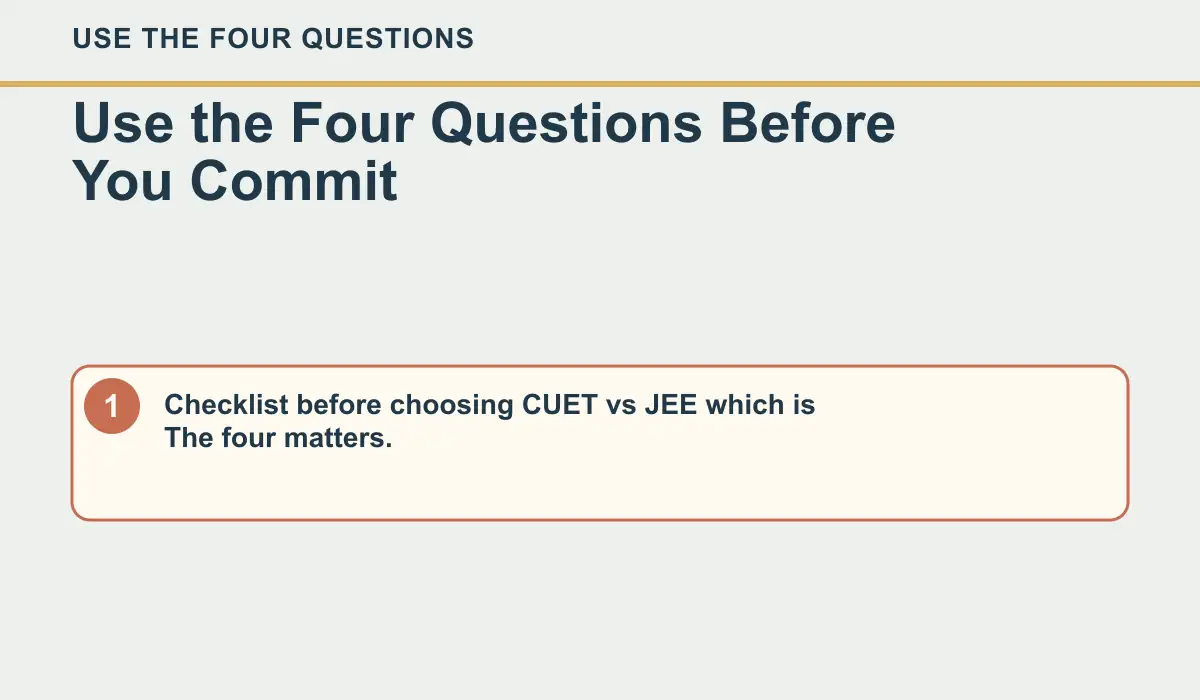 USE THE FOUR QUESTIONS
Use the Four Questions Before
You Commit
1
Checklist before choosing CUET vs JEE which is
The four matters.